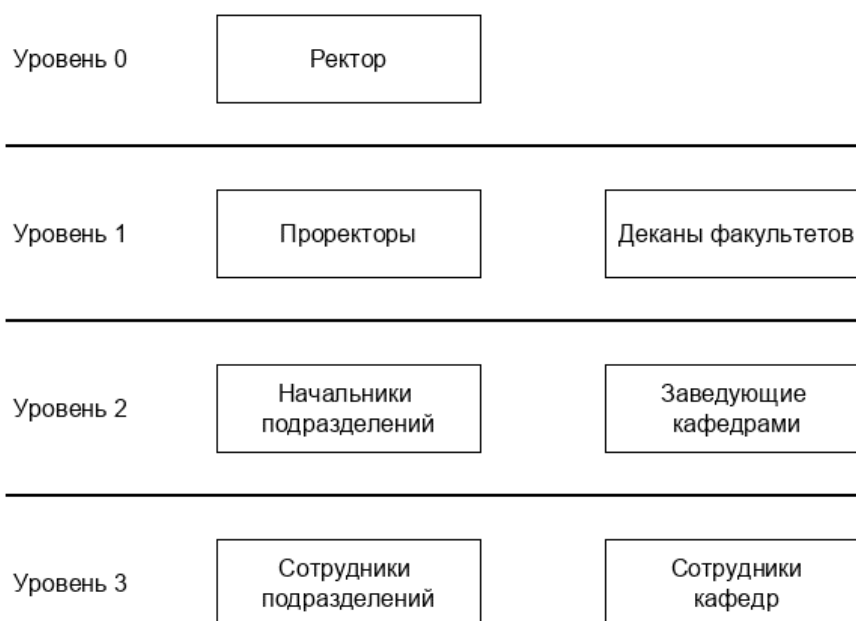 Уровень 0
Ректор
Уровень 1
Проректоры
Деканы факультетов
Уровень 2
Начальники
подразделений
Заведующие
кафедрами
Уровень 3
Сотрудники
подразделений
Сотрудники
кафедр